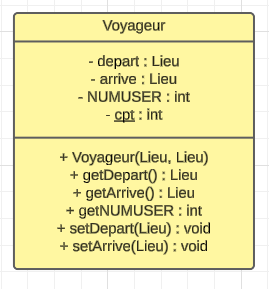 Voyageur
- depart : Lieu
- arrive : Lieu
- NUMUSER : int
- cpt : int
+ Voyageur(Lieu, Lieu)
+ getDepart() : Lieu
+ getArrive() : Lieu
+ getNUMUSER : int
+ setDepart(Lieu) : void
+ setArrive(Lieu) : void